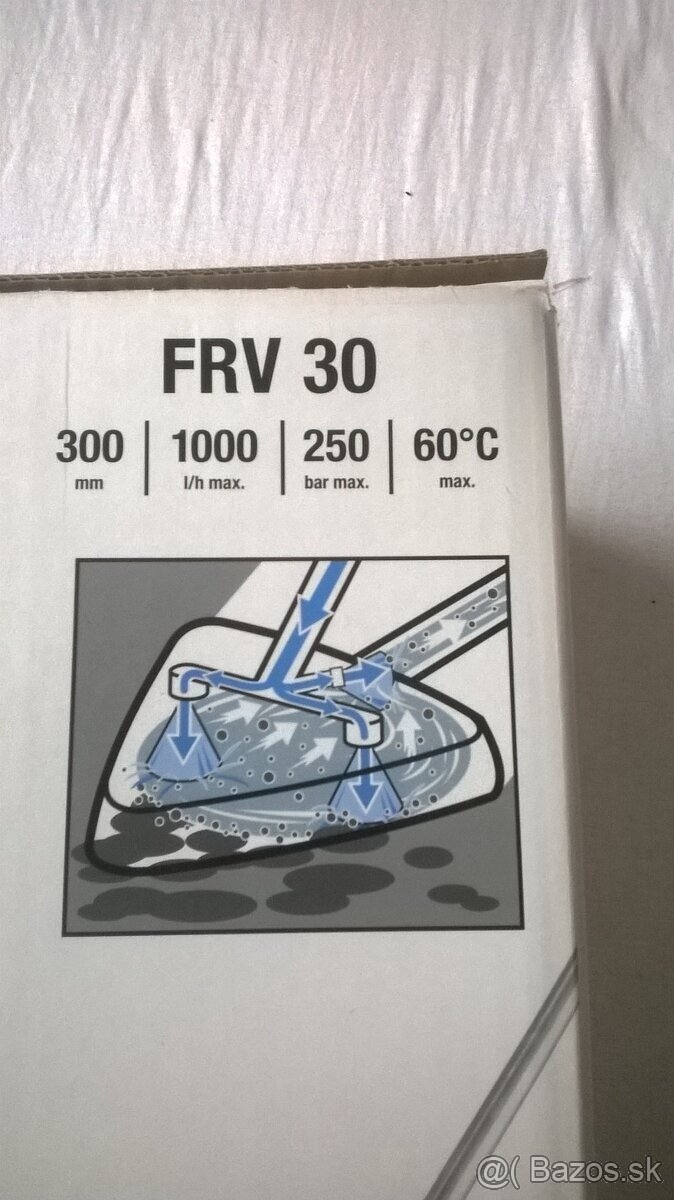 FRV 30
300 | 1000 | 250 | 60°C
mm l/h max. bar max. max.
@( Bazos.sk